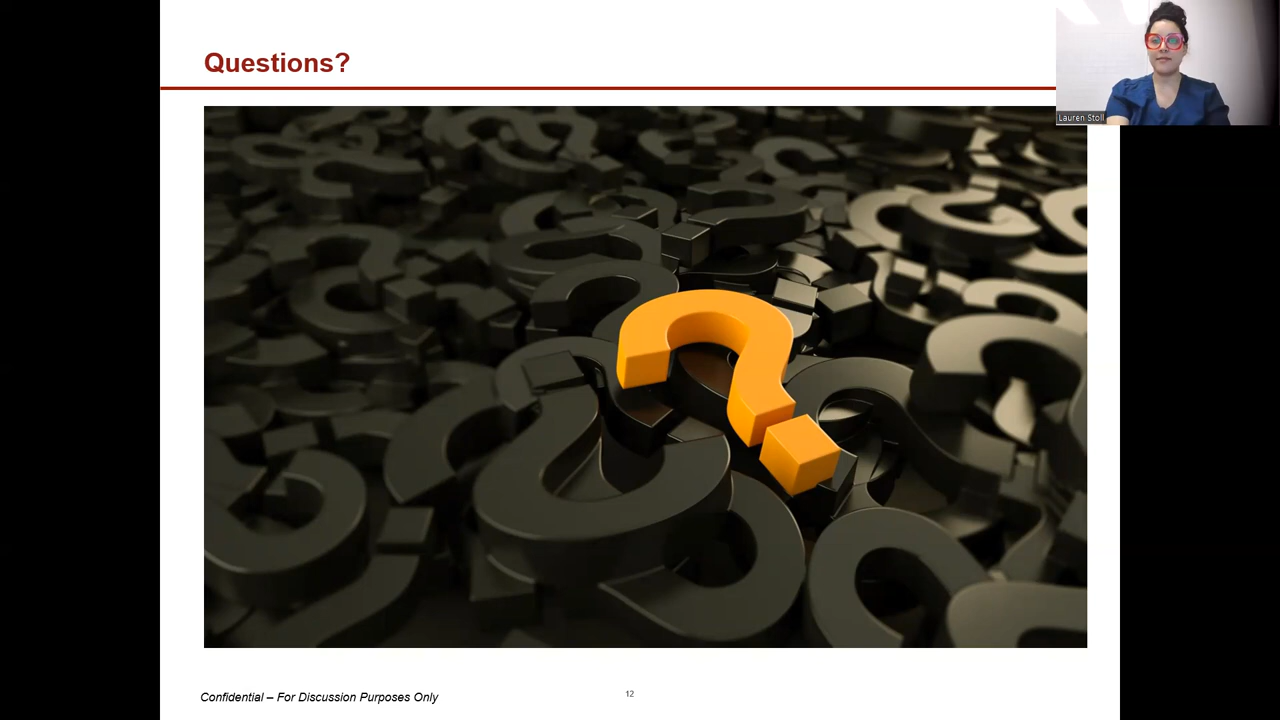 Questions?
Lauren Stoll
Confidential – For Discussion Purposes Only
12